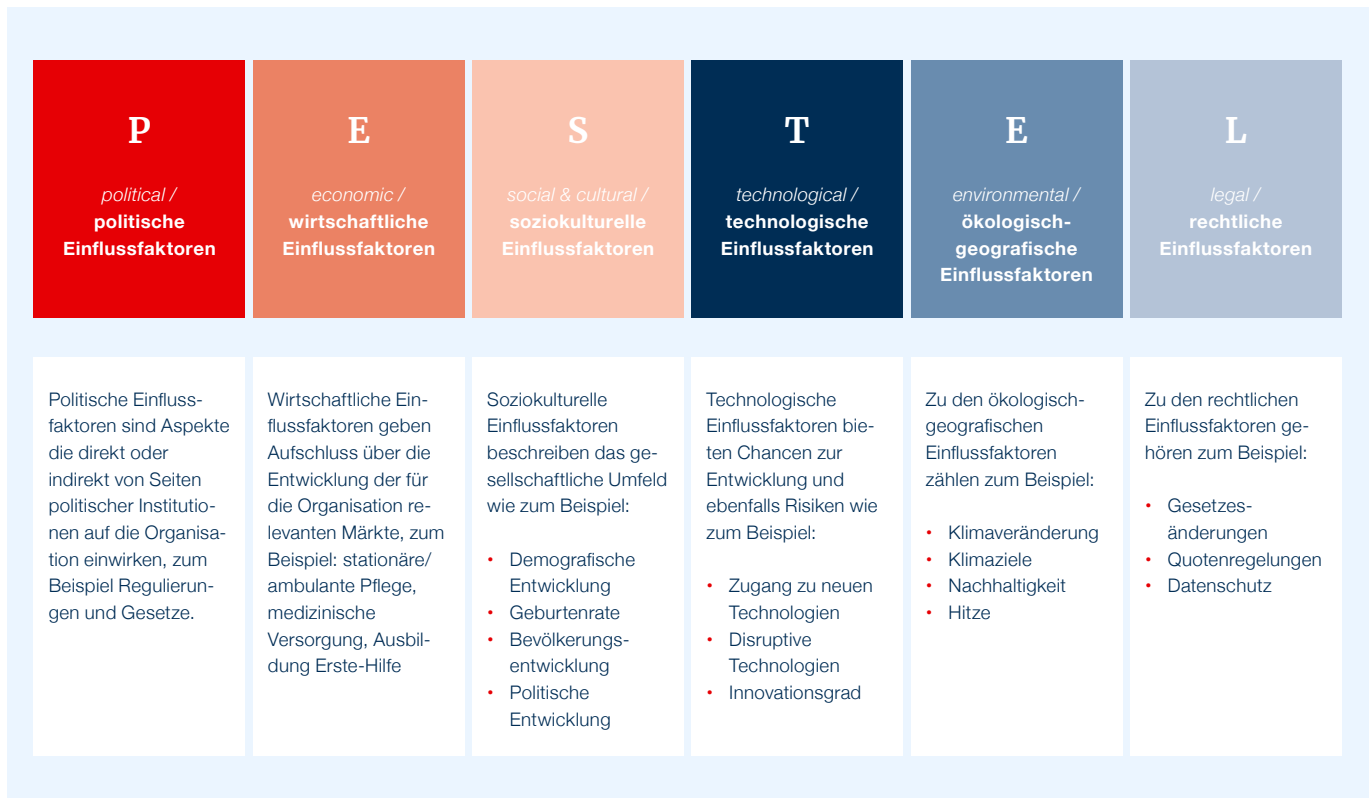 P
political /
politische
Einflussfaktoren
E
economic /
wirtschaftliche
Einflussfaktoren
S
social & cultural /
soziokulturelle
Einflussfaktoren
T
technological /
technologische
Einflussfaktoren
E
environmental /
ökologisch-
geografische
Einflussfaktoren
L
legal /
rechtliche
Einflussfaktoren
Politische Einfluss-
faktoren sind Aspekte
die direkt oder
indirekt von Seiten
politischer Institutio-
nen auf die Organisa-
tion einwirken, zum
Beispiel Regulierun-
gen und Gesetze.
Wirtschaftliche Ein-
flussfaktoren geben
Aufschluss über die
Entwicklung der für
die Organisation re-
levanten Märkte, zum
Beispiel: stationäre/
ambulante Pflege,
medizinische
Versorgung, Ausbil-
dung Erste-Hilfe
Soziokulturelle
Einflussfaktoren
beschreiben das ge-
sellschaftliche Umfeld
wie zum Beispiel:
• Demografische
Entwicklung
• Geburtenrate
• Bevölkerungs-
entwicklung
• Politische
Entwicklung
Technologische
Einflussfaktoren bie-
ten Chancen zur
Entwicklung und
ebenfalls Risiken wie
zum Beispiel:
• Zugang zu neuen
Technologien
• Disruptive
Technologien
• Innovationsgrad
Zu den ökologisch-
geografischen
Einflussfaktoren
zählen zum Beispiel:
• Klimaveränderung
• Klimaziele
• Nachhaltigkeit
• Hitze
Zu den rechtlichen
Einflussfaktoren ge-
hören zum Beispiel:
• Gesetzes-
änderungen
• Quotenregelungen
• Datenschutz